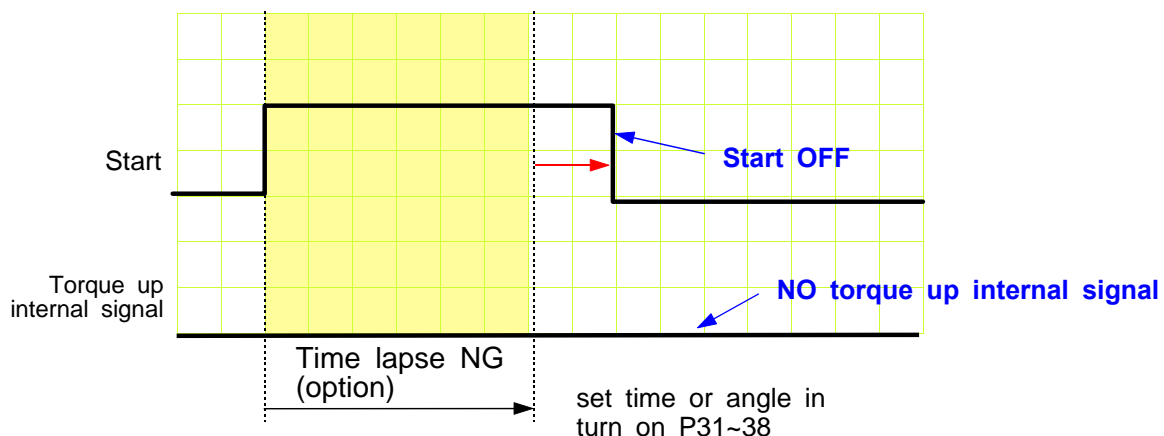 Start
Start OFF
Torque up
internal signal
NO torque up internal signal
Time lapse NG
(option)
set time or angle in
turn on P31~38